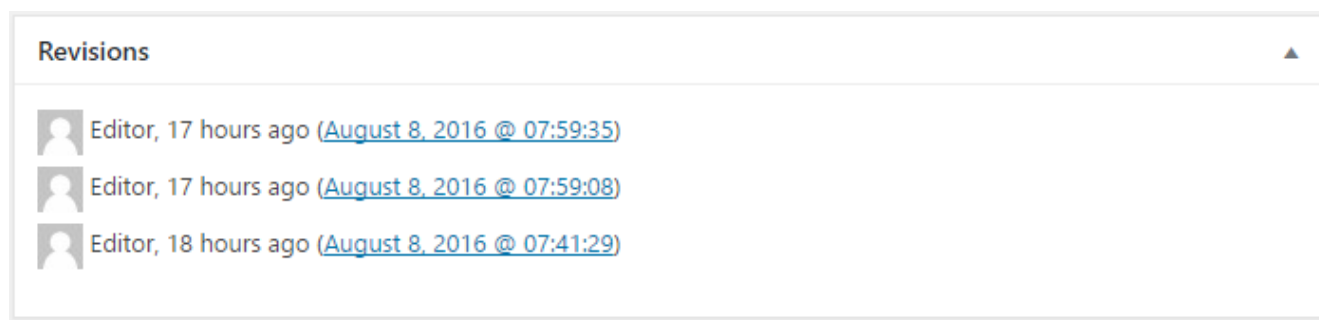 Revisions
Editor, 17 hours ago (August 8, 2016 @ 07:59:35)
Editor, 17 hours ago (August 8, 2016 @ 07:59:08)
Editor, 18 hours ago (August 8, 2016 @ 07:41:29)